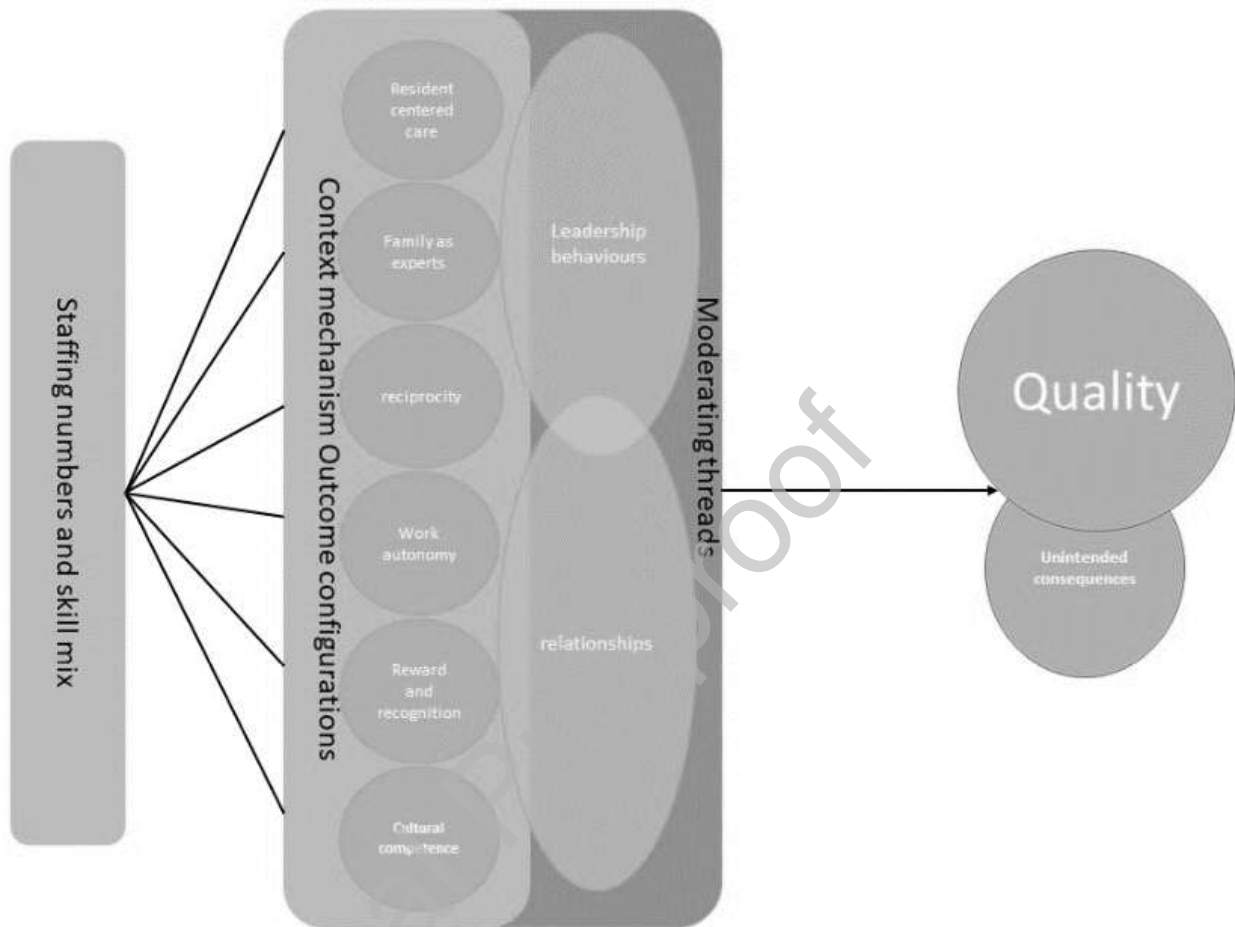 Staffing numbers and skill mix
Context mechanism Outcome configurations
Resident
centered
care
Family as
experts
reciprocity
Work
autonomy
Reward
and
recognition
Cultural
competence
Leadership
behaviours
relationships
Moderating threads
Quality
Unintended
consequences
proof